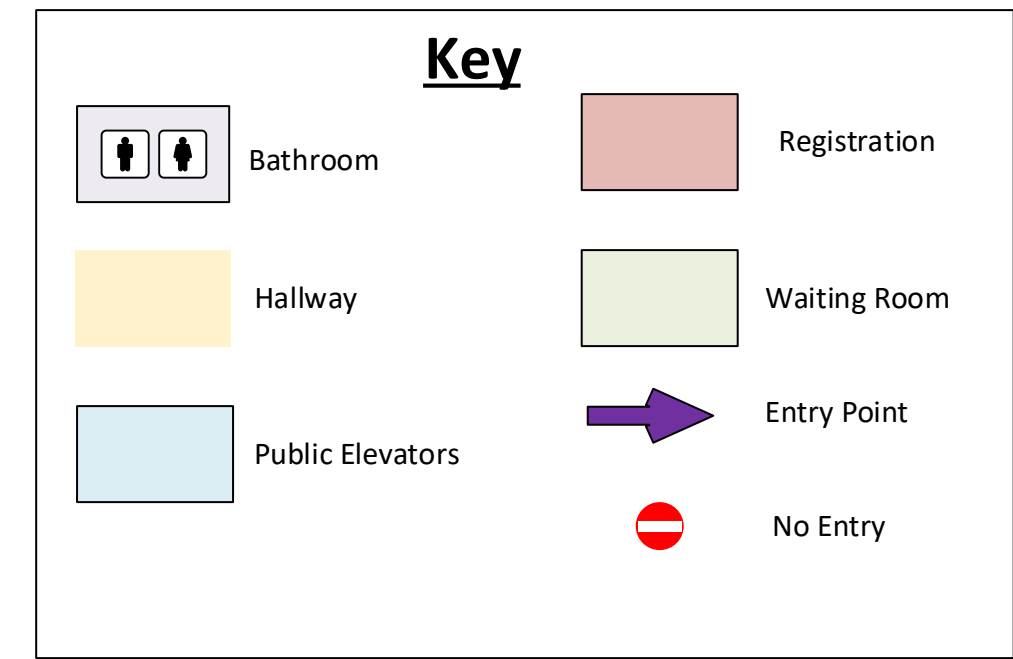 Key
Bathroom
Registration
Hallway
Waiting Room
Public Elevators
Entry Point
No Entry